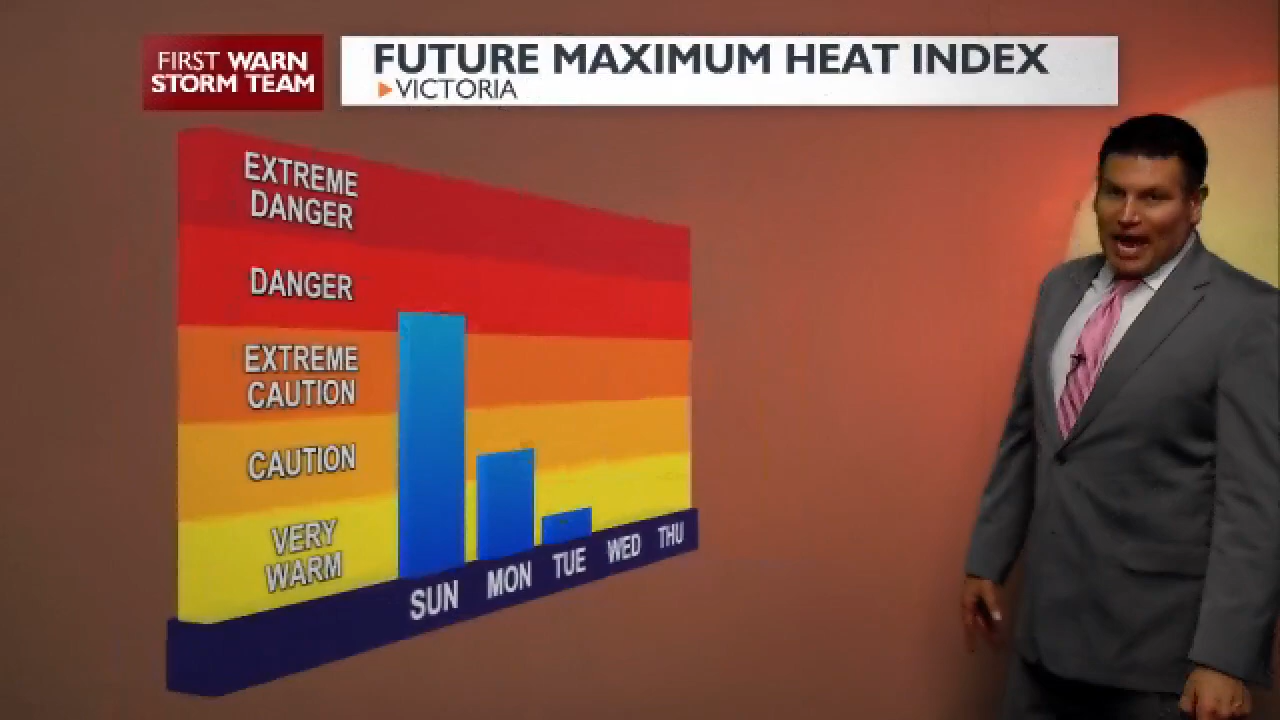 FIRST WARN
STORM TEAM
FUTURE MAXIMUM HEAT INDEX
VICTORIA
EXTREME
DANGER
DANGER
EXTREME
CAUTION
CAUTION
VERY
WARM
SUN MON TUE WED THU